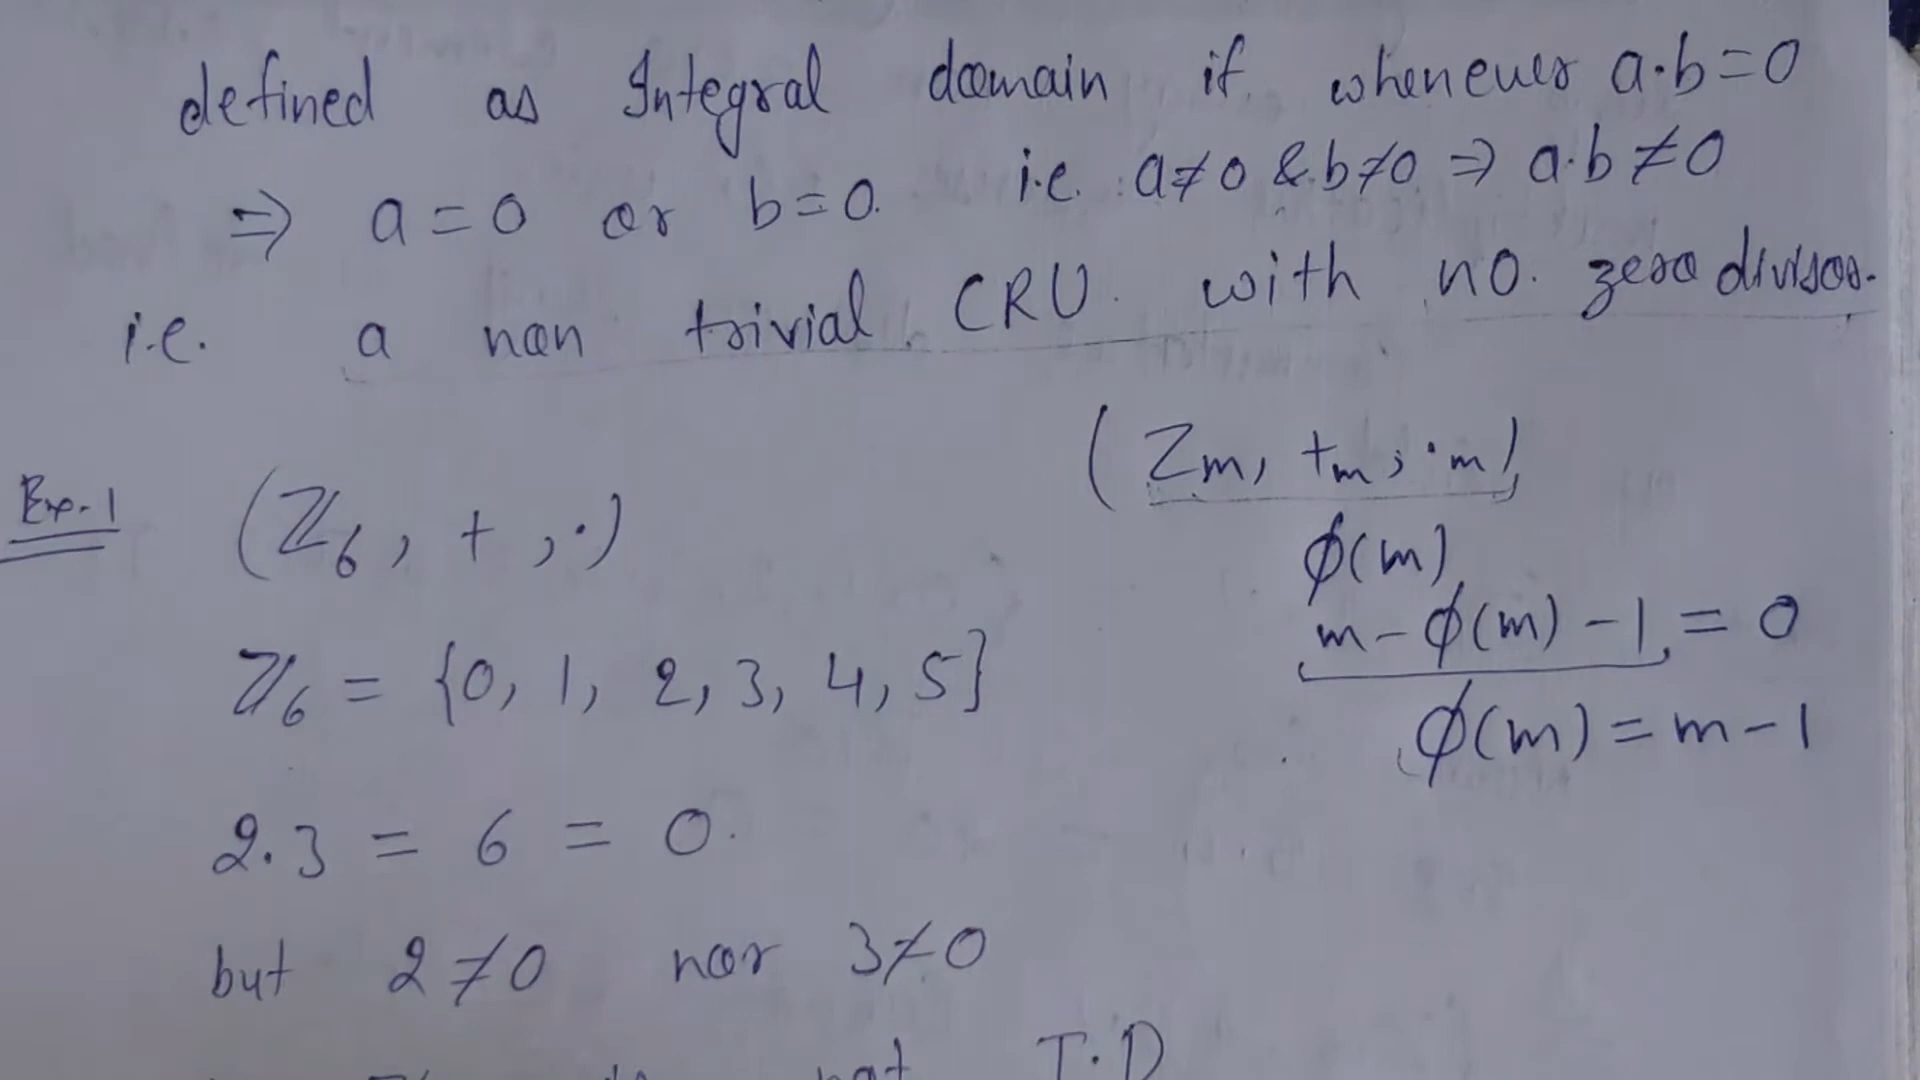 defined as Integral domain if whenever a·b=0
⇒ a=0 or b=0. i.e. a≠0 & b≠0 ⇒ a·b≠0
i.e. a non trivial CRU with no. zero divisor.
(Zm, +m, ·m)
Exp.1 (ℤ6, +, ·)
ϕ(m)
m-ϕ(m)-1 = 0
ℤ6 = {0, 1, 2, 3, 4, 5}
ϕ(m) = m-1
2.3 = 6 = 0.
but 2≠0 nor 3≠0
not I.D